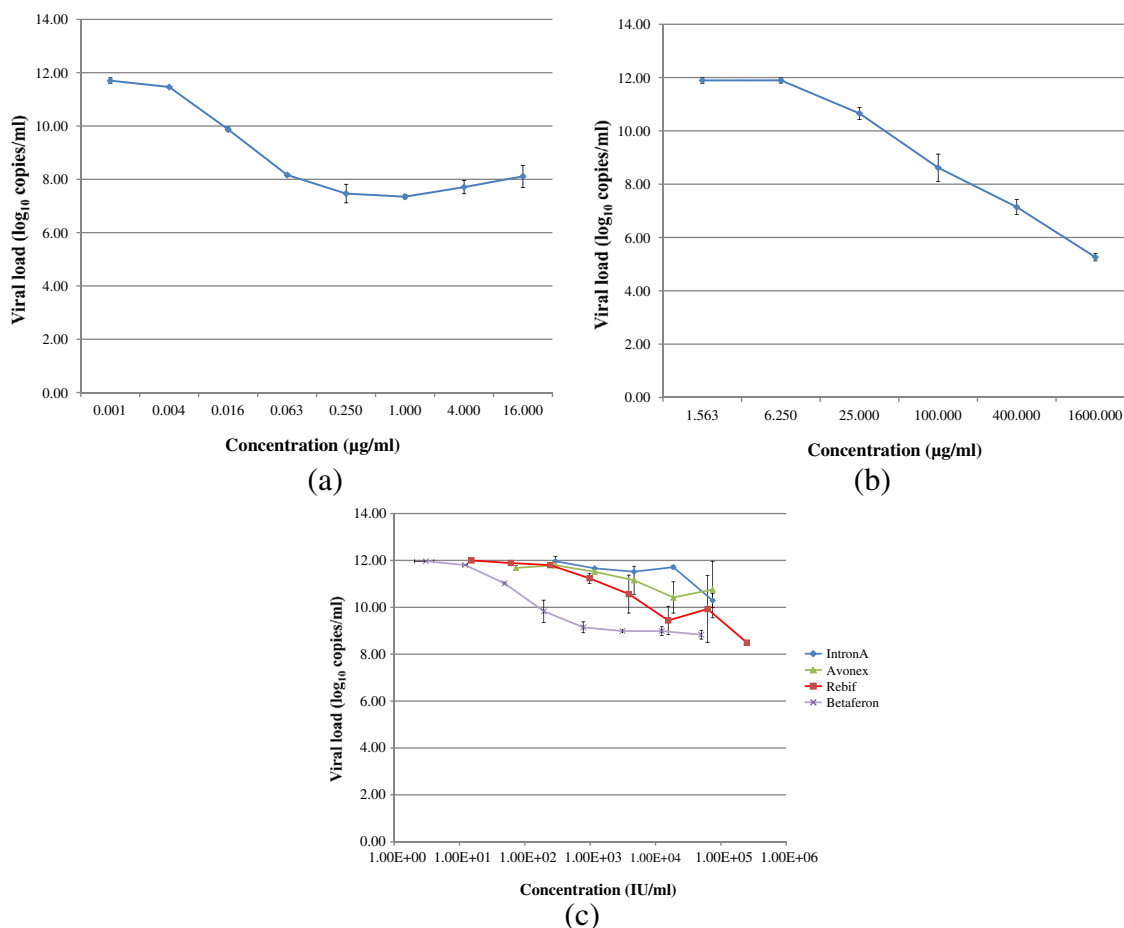 14.00
12.00
10.00
8.00
6.00
4.00
2.00
0.00
Viral load (log10 copies/ml)
0.001 0.004 0.016 0.063 0.250 1.000 4.000 16.000
Concentration (µg/ml)
(a)
14.00
12.00
10.00
8.00
6.00
4.00
2.00
0.00
Viral load (log10 copies/ml)
1.563 6.250 25.000 100.000 400.000 1600.000
Concentration (µg/ml)
(b)
14.00
12.00
10.00
8.00
6.00
4.00
2.00
0.00
Viral load (log10 copies/ml)
1.00E+00 1.00E+01 1.00E+02 1.00E+03 1.00E+04 1.00E+05 1.00E+06
Concentration (IU/ml)
IntronA
Avonex
Rebif
Betaferon
(c)